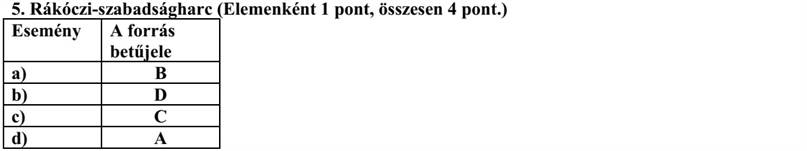 5. Rákóczi-szabadságharc (Elemenként 1 pont, összesen 4 pont.)
Esemény A forrás
betűjele
a) B
b) D
c) C
d) A